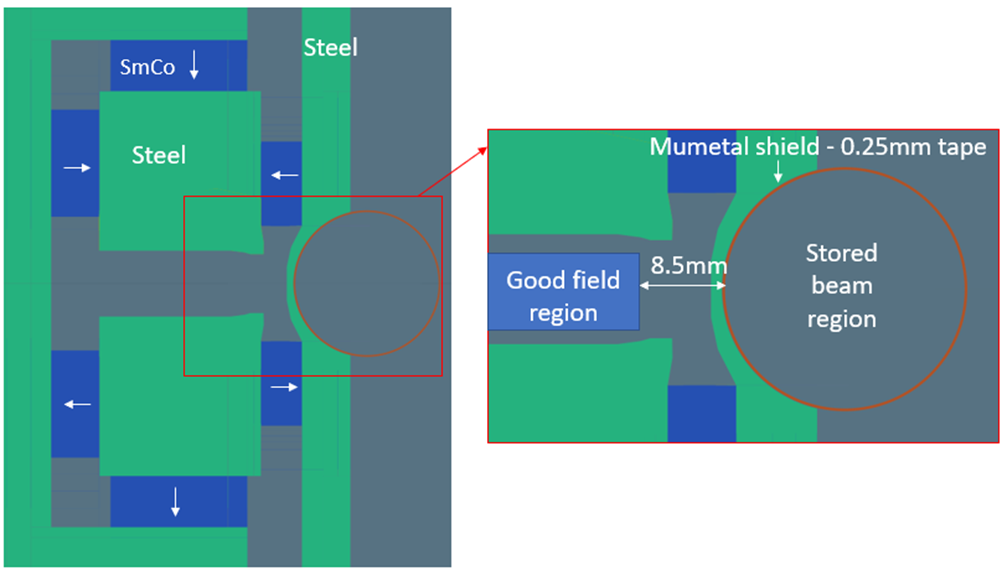 Steel
SmCo
Steel
Mumetal shield - 0.25mm tape
8.5mm
Good field
region
Stored
beam
region